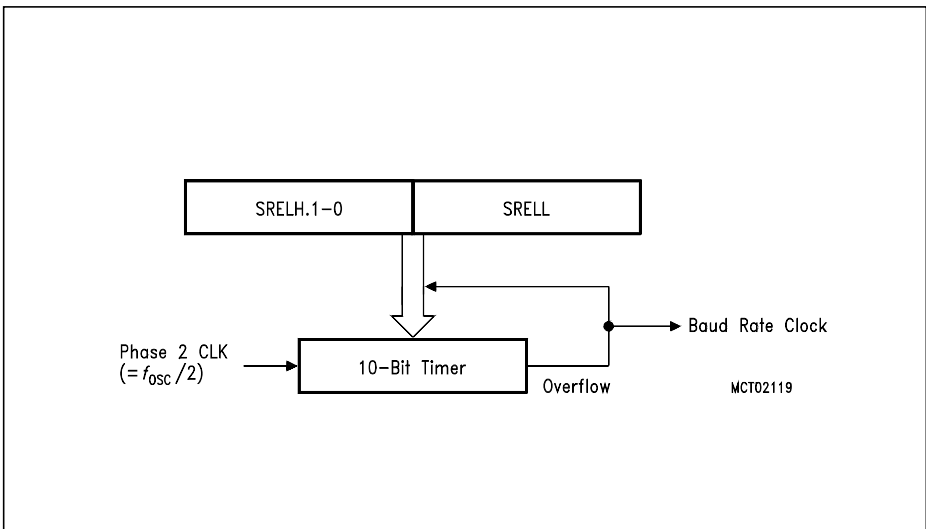 SRELH.1-0
SRELL
Baud Rate Clock
Phase 2 CLK
(= fOSC/2)
10-Bit Timer
Overflow
MCT02119